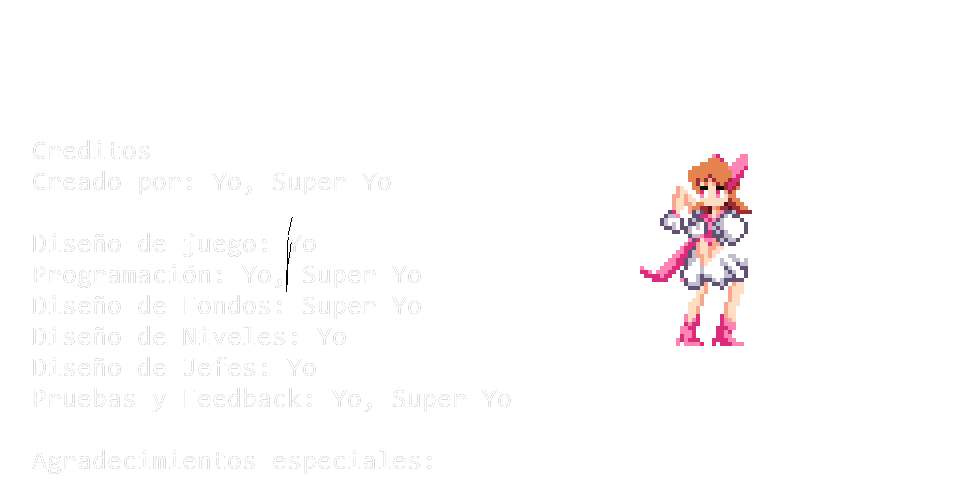 Creditos
Creado por: Yo, Super Yo
Diseño de juego: Yo
Programación: Yo, Super Yo
Diseño de Fondos: Super Yo
Diseño de Niveles: Yo
Diseño de Jefes: Yo
Pruebas y Feedback: Yo, Super Yo
Agradecimientos especiales: